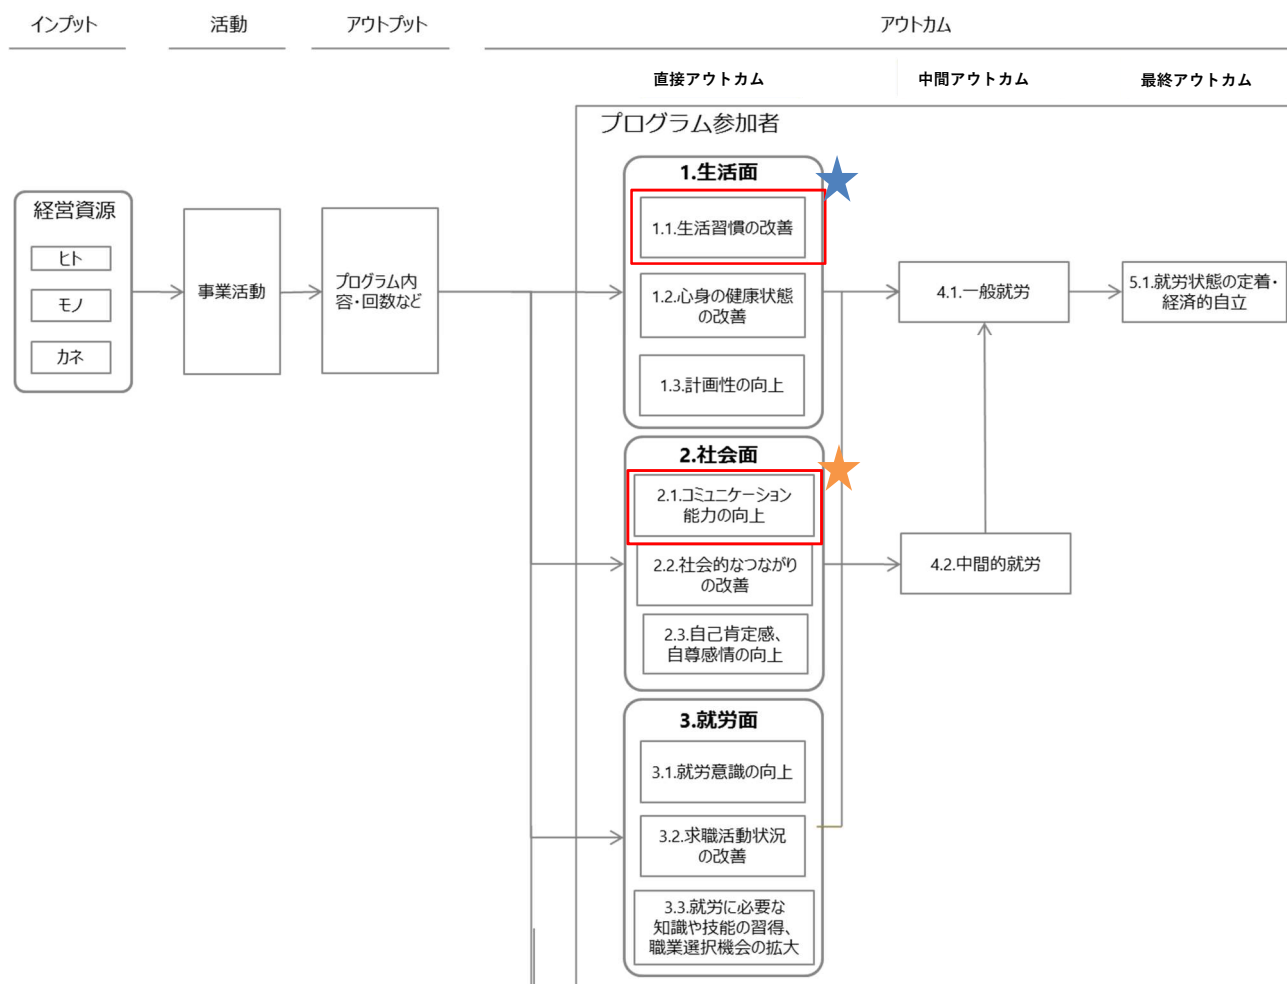 インプット
活動
アウトプット
アウトカム
直接アウトカム
中間アウトカム
最終アウトカム
プログラム参加者
経営資源
ヒト
モノ
カネ
事業活動
プログラム内
容・回数など
1.生活面
1.1.生活習慣の改善
1.2.心身の健康状態
の改善
1.3.計画性の向上
2.社会面
2.1.コミュニケーション
能力の向上
2.2.社会的なつながり
の改善
2.3.自己肯定感、
自尊感情の向上
3.就労面
3.1.就労意識の向上
3.2.求職活動状況
の改善
3.3.就労に必要な
知識や技能の習得、
職業選択機会の拡大
4.1.一般就労
4.2.中間的就労
5.1.就労状態の定着・
経済的自立